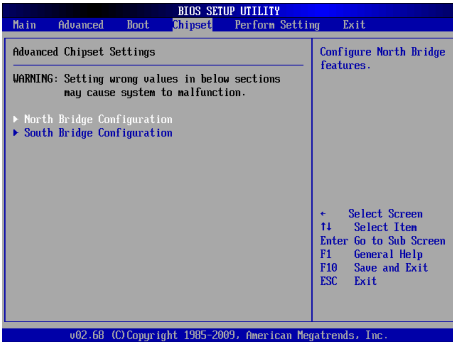 BIOS SETUP UTILITY
Main Advanced Boot Chipset Perform Setting Exit
Advanced Chipset Settings
WARNING: Setting wrong values in below sections
may cause system to malfunction.
▶ North Bridge Configuration
▶ South Bridge Configuration
Configure North Bridge
features.
← Select Screen
↑↓ Select Item
Enter Go to Sub Screen
F1 General Help
F10 Save and Exit
ESC Exit
v02.68 (C)Copyright 1985-2009, American Megatrends, Inc.